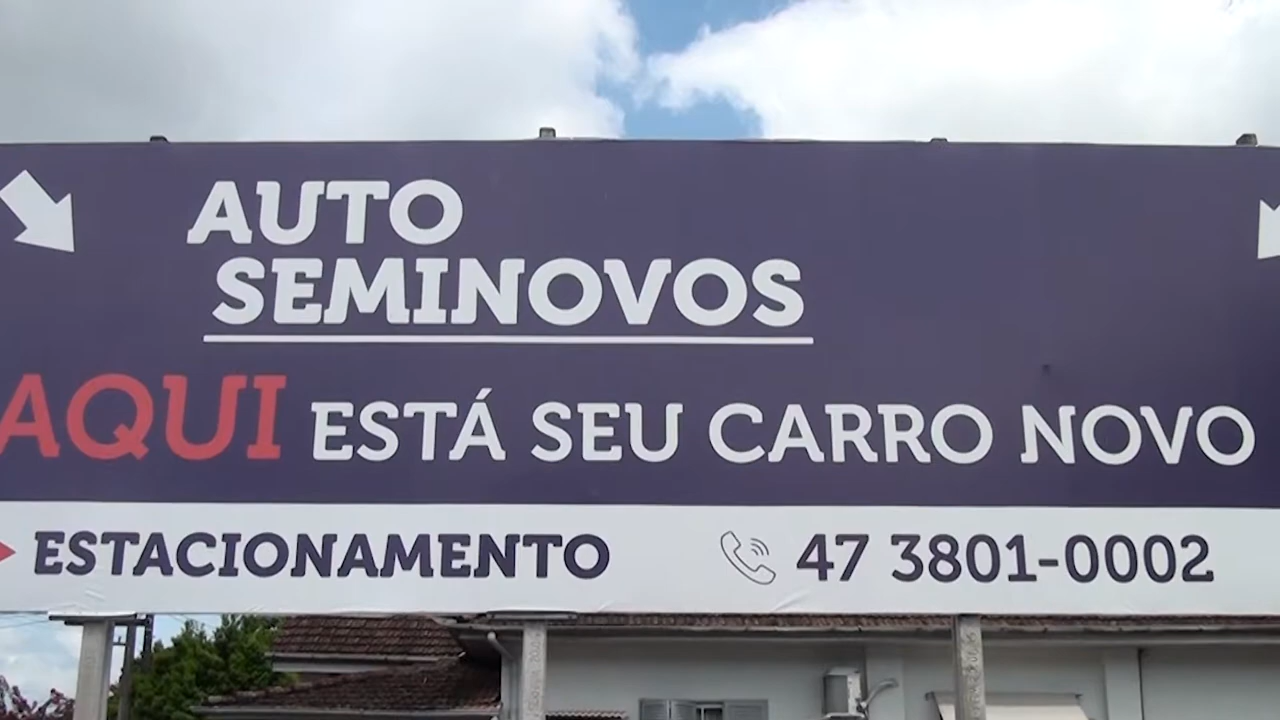 AUTO
SEMINOVOS
AQUI ESTÁ SEU CARRO NOVO
ESTACIONAMENTO
47 3801-0002